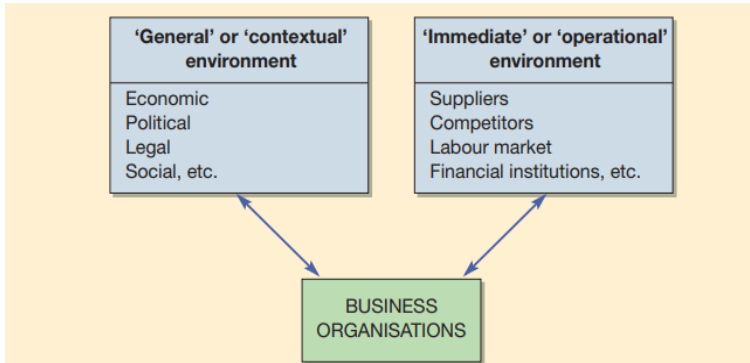 ‘General’ or ‘contextual’
environment
Economic
Political
Legal
Social, etc.
‘Immediate’ or ‘operational’
environment
Suppliers
Competitors
Labour market
Financial institutions, etc.
BUSINESS
ORGANISATIONS